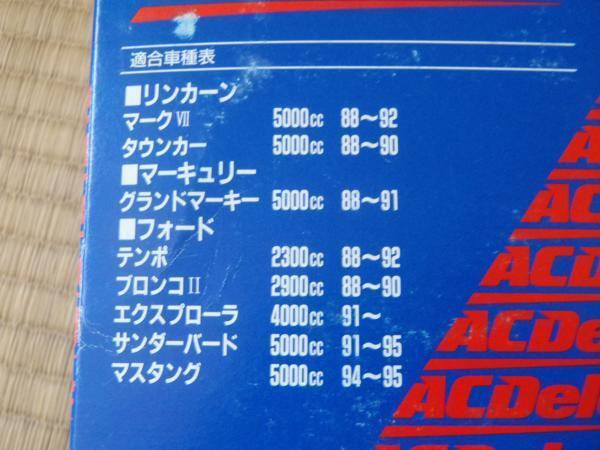 適合車種表
■リンカーン
マークⅦ 5000cc 88〜92
タウンカー 5000cc 88〜90
■マーキュリー
グランドマーキー 5000cc 88〜91
■フォード
テンポ 2300cc 88〜92
ブロンコⅡ 2900cc 88〜90
エクスプローラ 4000cc 91〜
サンダーバード 5000cc 91〜95
マスタング 5000cc 94〜95
A
AC
ACD
ACDe
ACDel